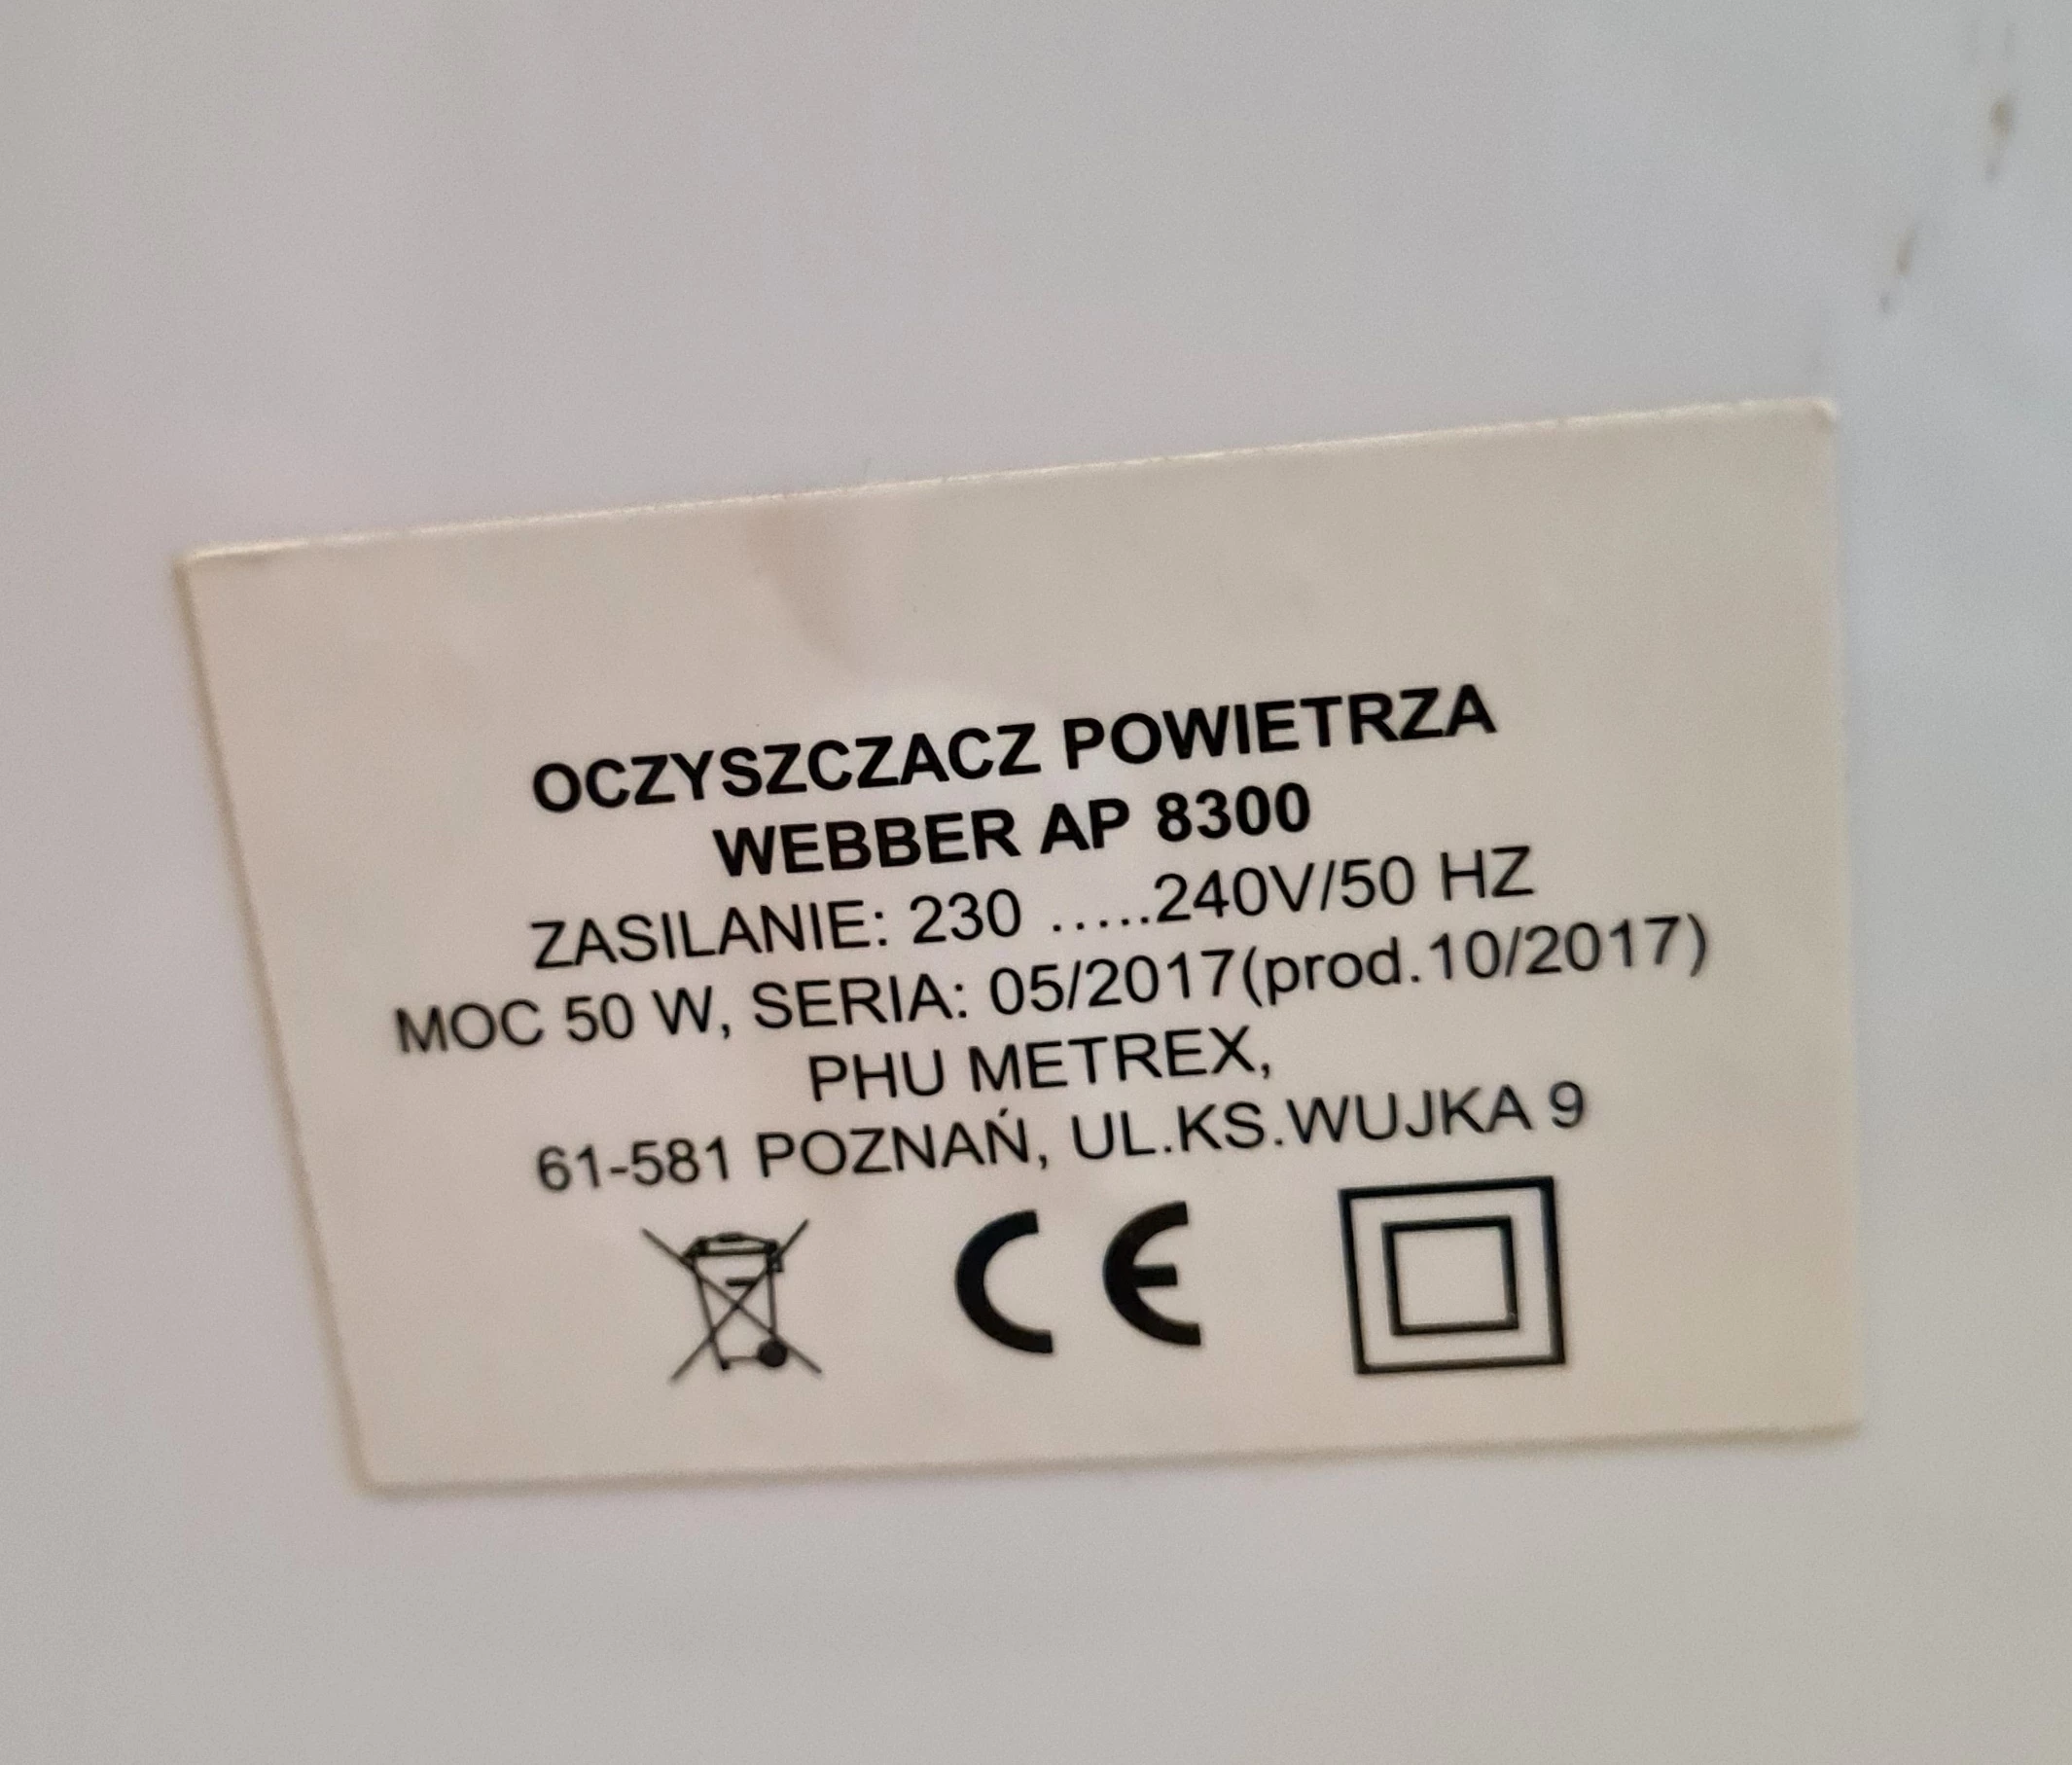 OCZYSZCZACZ POWIETRZA
WEBBER AP 8300
ZASILANIE: 230 .....240V/50 HZ
MOC 50 W, SERIA: 05/2017(prod.10/2017)
PHU METREX,
61-581 POZNAŃ, UL.KS.WUJKA 9
CE